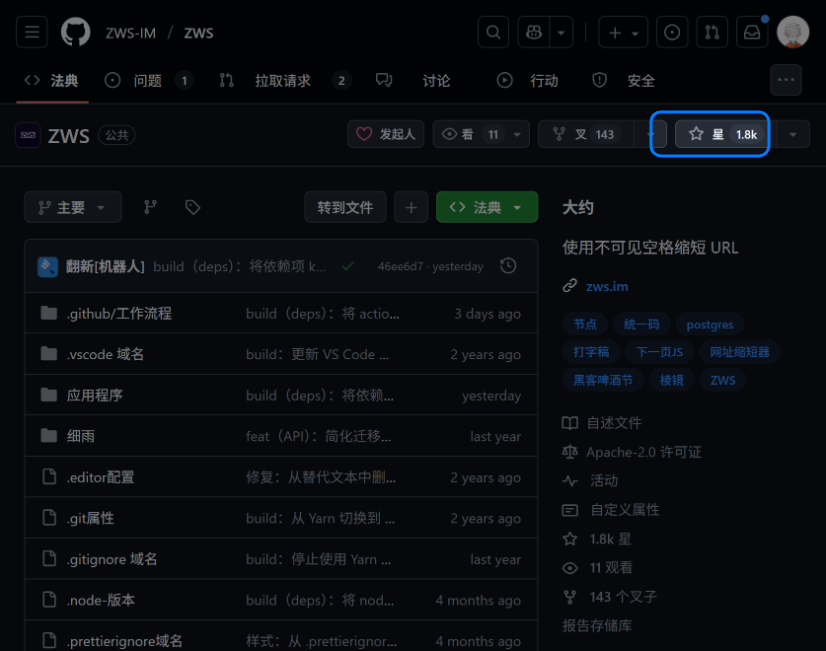 ZWS-IM / ZWS
法典 问题 1 拉取请求 2 讨论 行动 安全
ZWS 公共 发起人 看 11 叉 143 星 1.8k
主要 转到文件 法典
大约
使用不可见空格缩短 URL
zws.im
节点 统一码 postgres
打字稿 下一页JS 网址缩短器
黑客啤酒节 棱镜 ZWS
自述文件
Apache-2.0 许可证
活动
自定义属性
1.8k 星
11 观看
143 个叉子
报告存储库
翻新[机器人] build（deps）：将依赖项 k... 46ee6d7 · yesterday
.github/工作流程 build（deps）：将 actio... 3 days ago
.vscode 域名 build：更新 VS Code ... 2 years ago
应用程序 build（deps）：将依赖... yesterday
细雨 feat（API）：简化迁移... last year
.editor配置 修复：从替代文本中删... 2 years ago
.git属性 build：从 Yarn 切换到 ... 2 years ago
.gitignore 域名 build：停止使用 Yarn ... last year
.node-版本 build（deps）：将 nod... 4 months ago
.prettierignore域名 样式：从 .prettierignor... 4 months ago